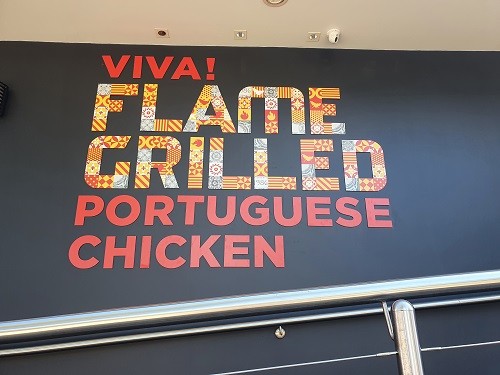 VIVA!
FLAME
GRILLED
PORTUGUESE
CHICKEN